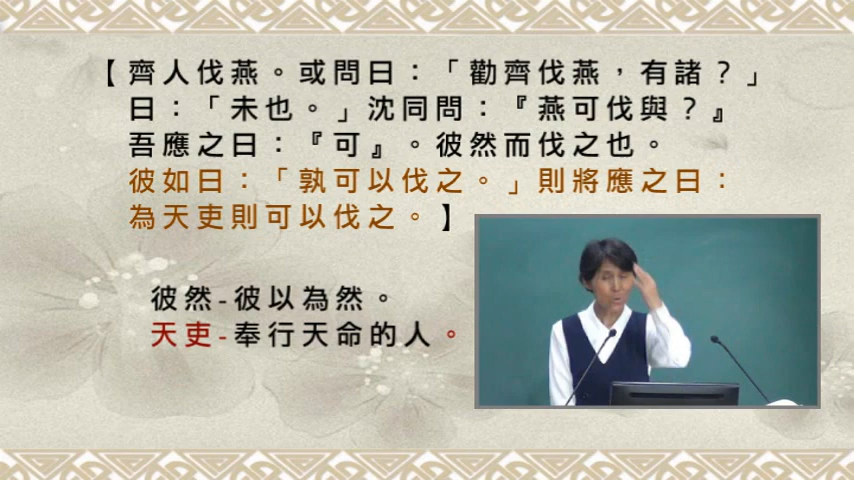 【齊人伐燕。或問曰：「勸齊伐燕，有諸？」
曰：「未也。」沈同問：『燕可伐與？』
吾應之曰：『可』。彼然而伐之也。
彼如曰：「孰可以伐之。」則將應之曰：
為天吏則可以伐之。】
彼然-彼以為然。
天吏-奉行天命的人。